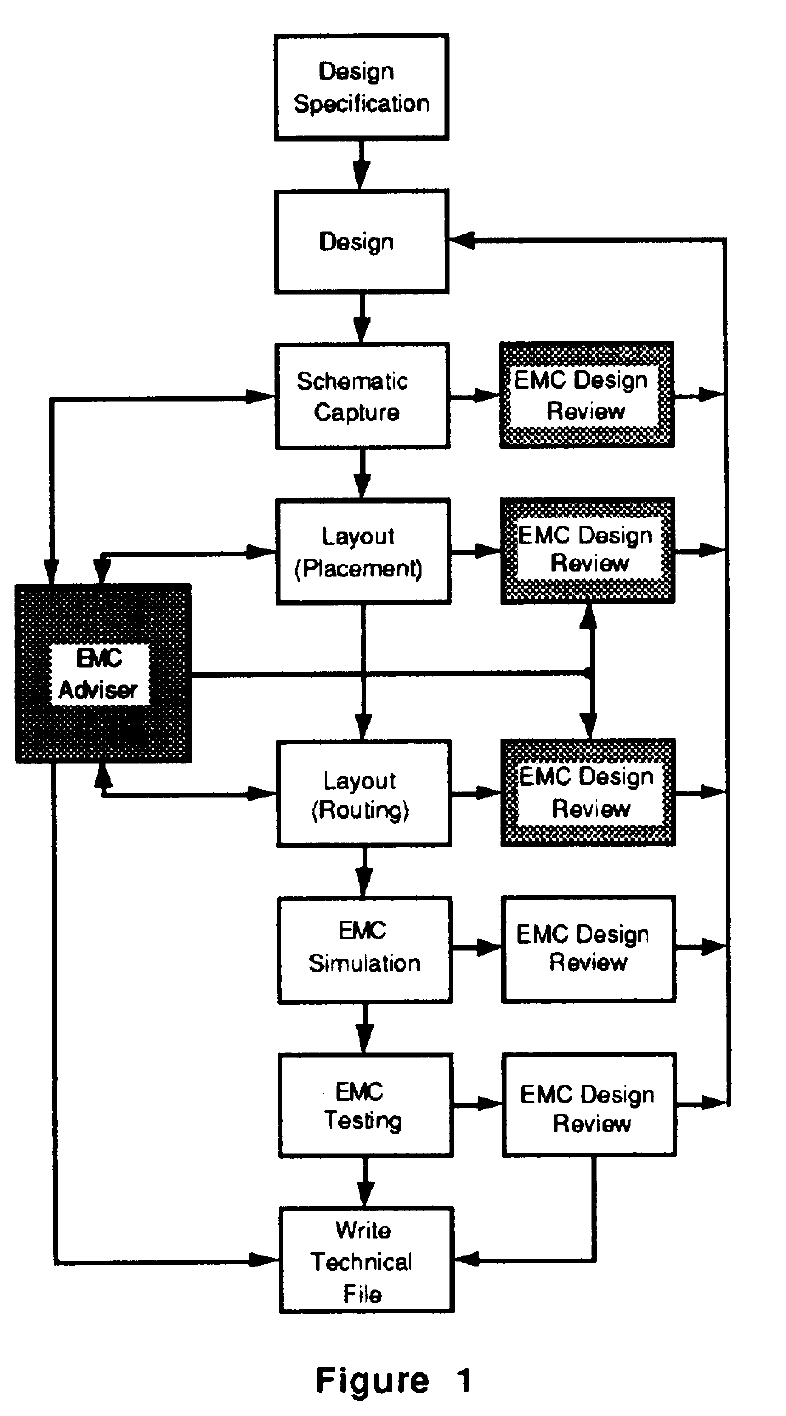 Design
Specification
Design
Schematic
Capture
EMC Design
Review
Layout
(Placement)
EMC Design
Review
EMC
Adviser
Layout
(Routing)
EMC Design
Review
EMC
Simulation
EMC Design
Review
EMC
Testing
EMC Design
Review
Write
Technical
File
Figure 1